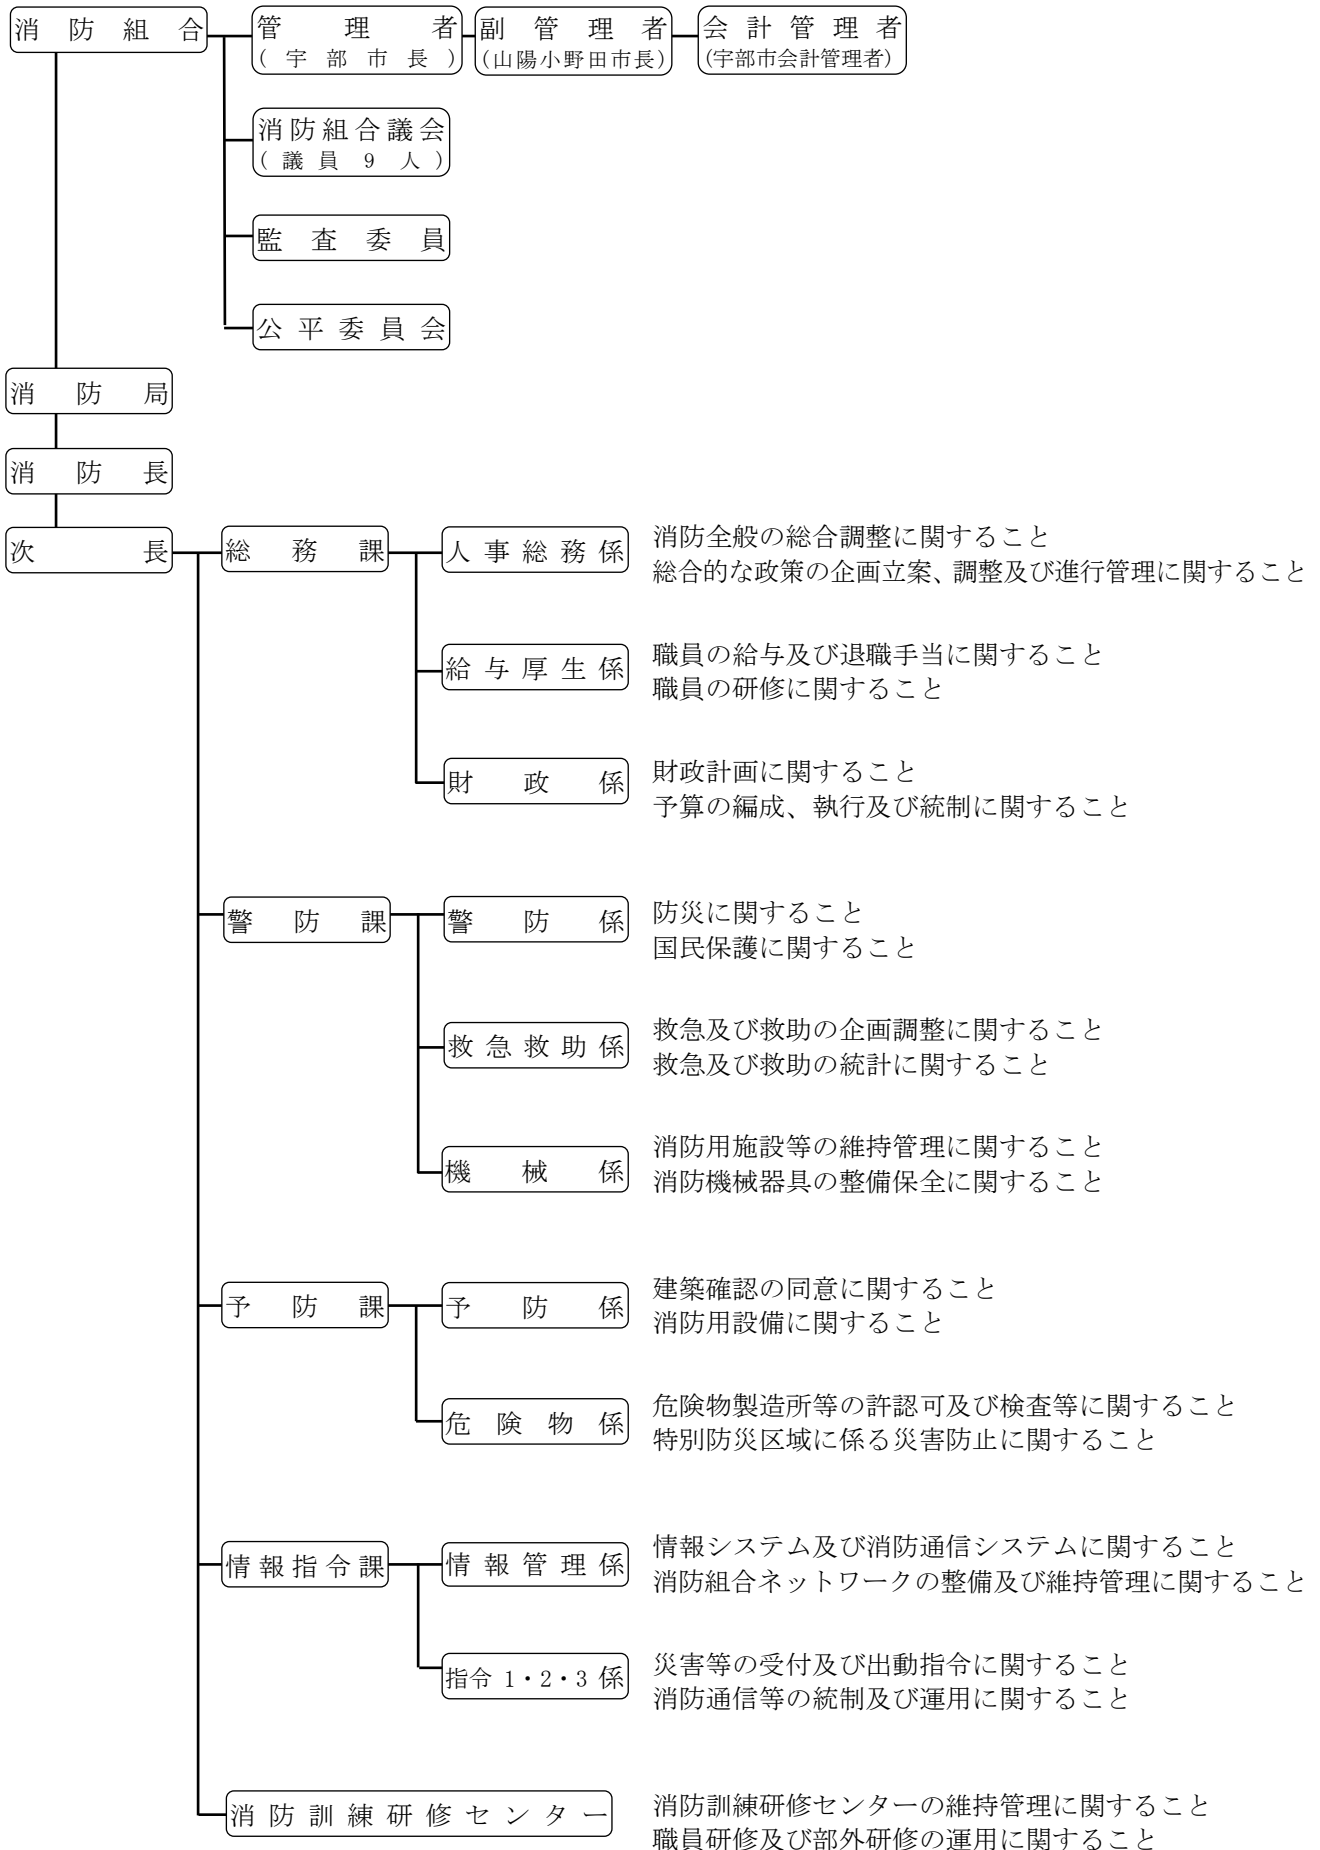 消防組合
管理者
(宇部市長)
副管理者
(山陽小野田市長)
会計管理者
(宇部市会計管理者)
消防組合議会
(議員9人)
監査委員
公平委員会
消防局
消防長
次長
総務課
人事総務係
消防全般の総合調整に関すること
総合的な政策の企画立案、調整及び進行管理に関すること
給与厚生係
職員の給与及び退職手当に関すること
職員の研修に関すること
財政係
財政計画に関すること
予算の編成、執行及び統制に関すること
警防課
警防係
防災に関すること
国民保護に関すること
救急救助係
救急及び救助の企画調整に関すること
救急及び救助の統計に関すること
機械係
消防用施設等の維持管理に関すること
消防機械器具の整備保全に関すること
予防課
予防係
建築確認の同意に関すること
消防用設備に関すること
危険物係
危険物製造所等の許認可及び検査等に関すること
特別防災区域に係る災害防止に関すること
情報指令課
情報管理係
情報システム及び消防通信システムに関すること
消防組合ネットワークの整備及び維持管理に関すること
指令1・2・3係
災害等の受付及び出動指令に関すること
消防通信等の統制及び運用に関すること
消防訓練研修センター
消防訓練研修センターの維持管理に関すること
職員研修及び部外研修の運用に関すること